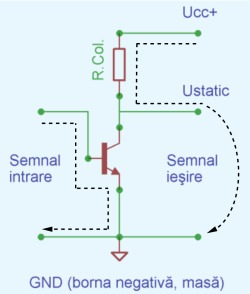 Ucc+
R.Col.
Ustatic
Semnal
intrare
Semnal
ieşire
GND (borna negativă, masă)